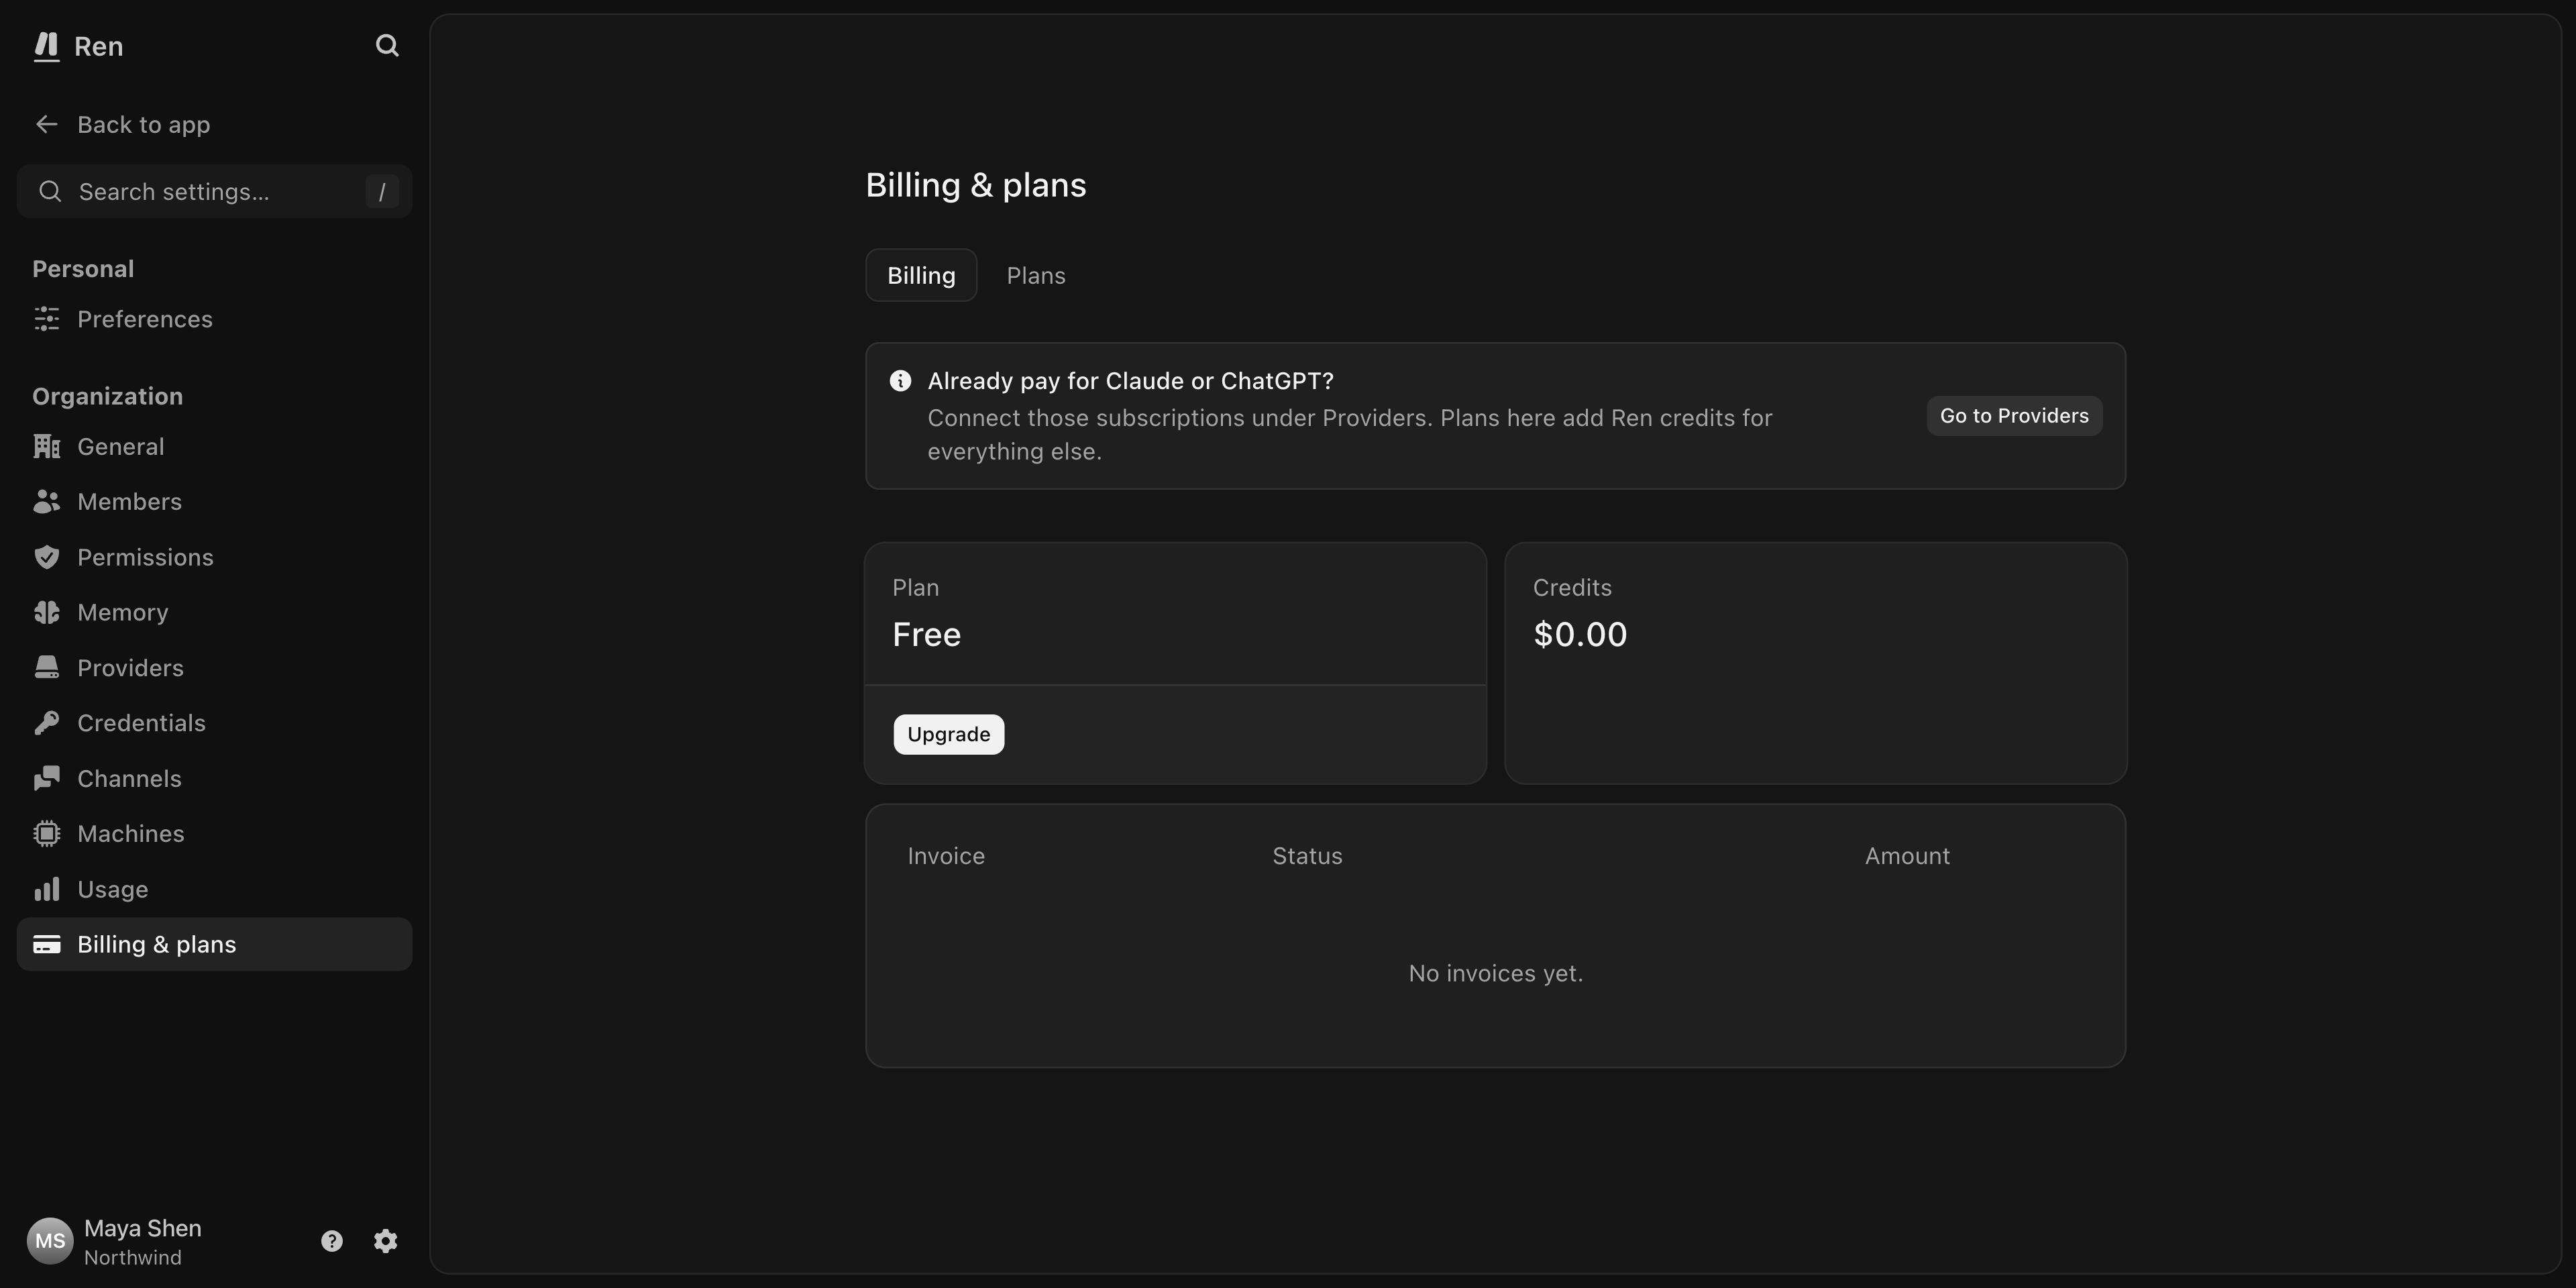 Ren
Back to app
Search settings...
/
Personal
Preferences
Organization
General
Members
Permissions
Memory
Providers
Credentials
Channels
Machines
Usage
Billing & plans
MS
Maya Shen
Northwind
?
Billing & plans
Billing
Plans
Already pay for Claude or ChatGPT?
Connect those subscriptions under Providers. Plans here add Ren credits for
everything else.
Go to Providers
Plan
Free
Upgrade
Credits
$0.00
Invoice
Status
Amount
No invoices yet.